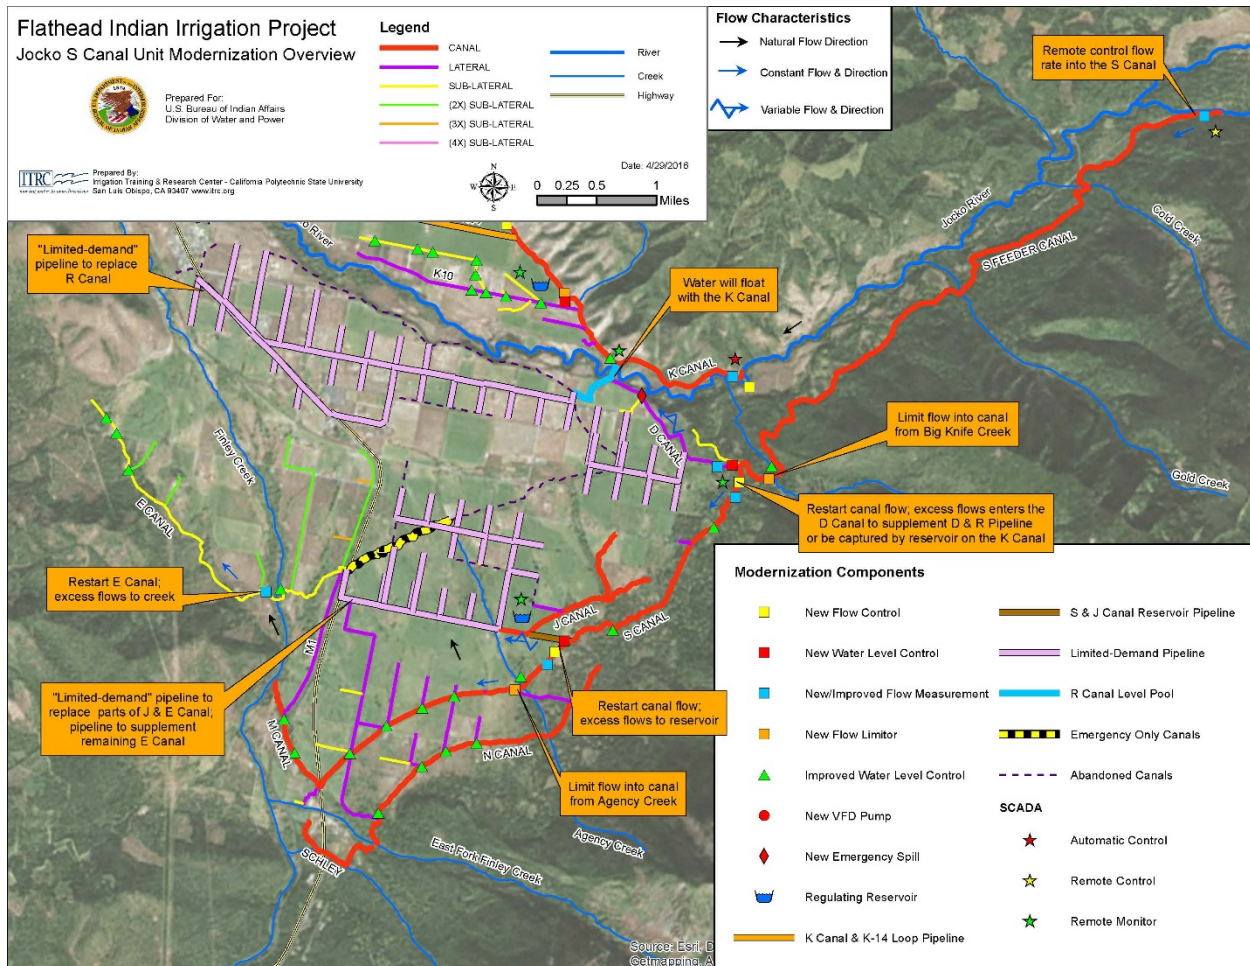 Flathead Indian Irrigation Project
Jocko S Canal Unit Modernization Overview
Prepared For:
U.S. Bureau of Indian Affairs
Division of Water and Power
ITRC
Prepared By:
Irrigation Training & Research Center - California Polytechnic State University
San Luis Obispo, CA 93407 www.itrc.org
Legend
CANAL
LATERAL
SUB-LATERAL
(2X) SUB-LATERAL
(3X) SUB-LATERAL
(4X) SUB-LATERAL
River
Creek
Highway
Date: 4/29/2016
N
W
E
S
0 0.25 0.5 1
Miles
Flow Characteristics
Natural Flow Direction
Constant Flow & Direction
Variable Flow & Direction
Remote control flow
rate into the S Canal
Jocko River
Cold Creek
S FEEDER CANAL
"Limited-demand"
pipeline to replace
R Canal
River
K10
Water will float
with the K Canal
K CANAL
D CANAL
Limit flow into canal
from Big Knife Creek
Gold Creek
Restart canal flow; excess flows enters the
D Canal to supplement D & R Pipeline
or be captured by reservoir on the K Canal
Finley Creek
E CANAL
Restart E Canal;
excess flows to creek
J CANAL
S CANAL
M1
"Limited-demand" pipeline to
replace parts of J & E Canal;
pipeline to supplement
remaining E Canal
Restart canal flow;
excess flows to reservoir
M CANAL
N CANAL
Limit flow into canal
from Agency Creek
Agency Creek
East Fork Finley Creek
SCHLEY
Modernization Components
New Flow Control
New Water Level Control
New/Improved Flow Measurement
New Flow Limitor
Improved Water Level Control
New VFD Pump
New Emergency Spill
Regulating Reservoir
K Canal & K-14 Loop Pipeline
S & J Canal Reservoir Pipeline
Limited-Demand Pipeline
R Canal Level Pool
Emergency Only Canals
Abandoned Canals
SCADA
Automatic Control
Remote Control
Remote Monitor
Source: Esri, D
Getmapping, A